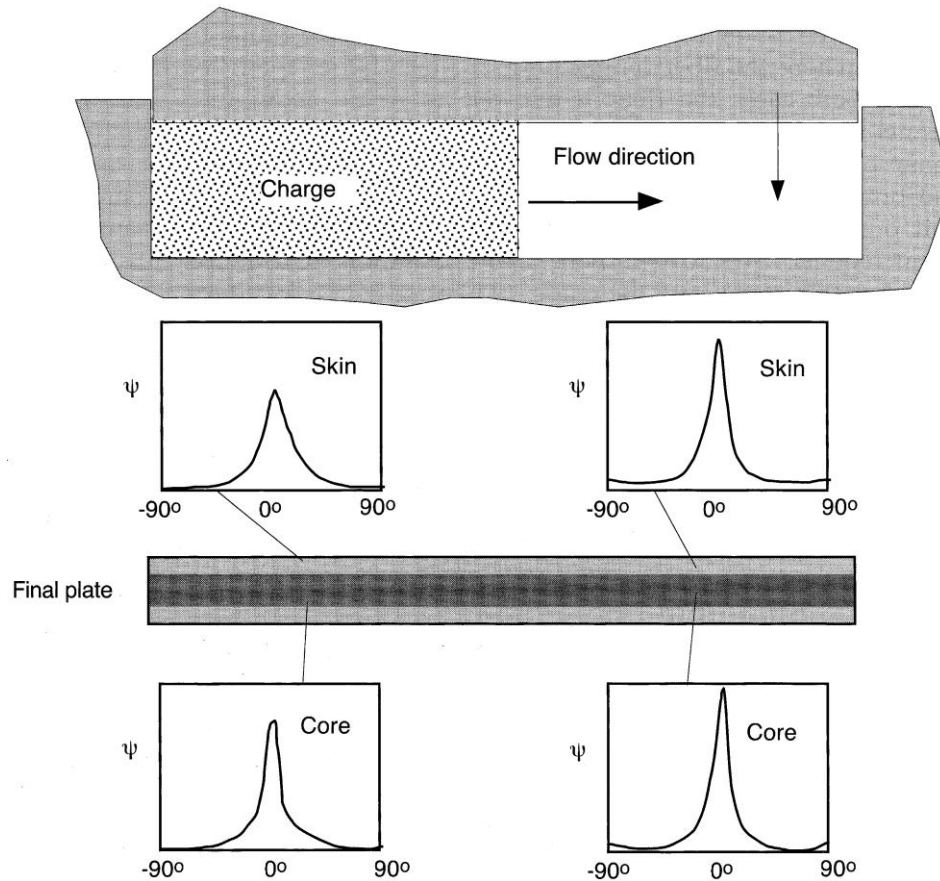 Flow direction
Charge
Skin
ψ
-90º 0º 90º
Skin
ψ
-90º 0º 90º
Final plate
Core
ψ
-90º 0º 90º
Core
ψ
-90º 0º 90º